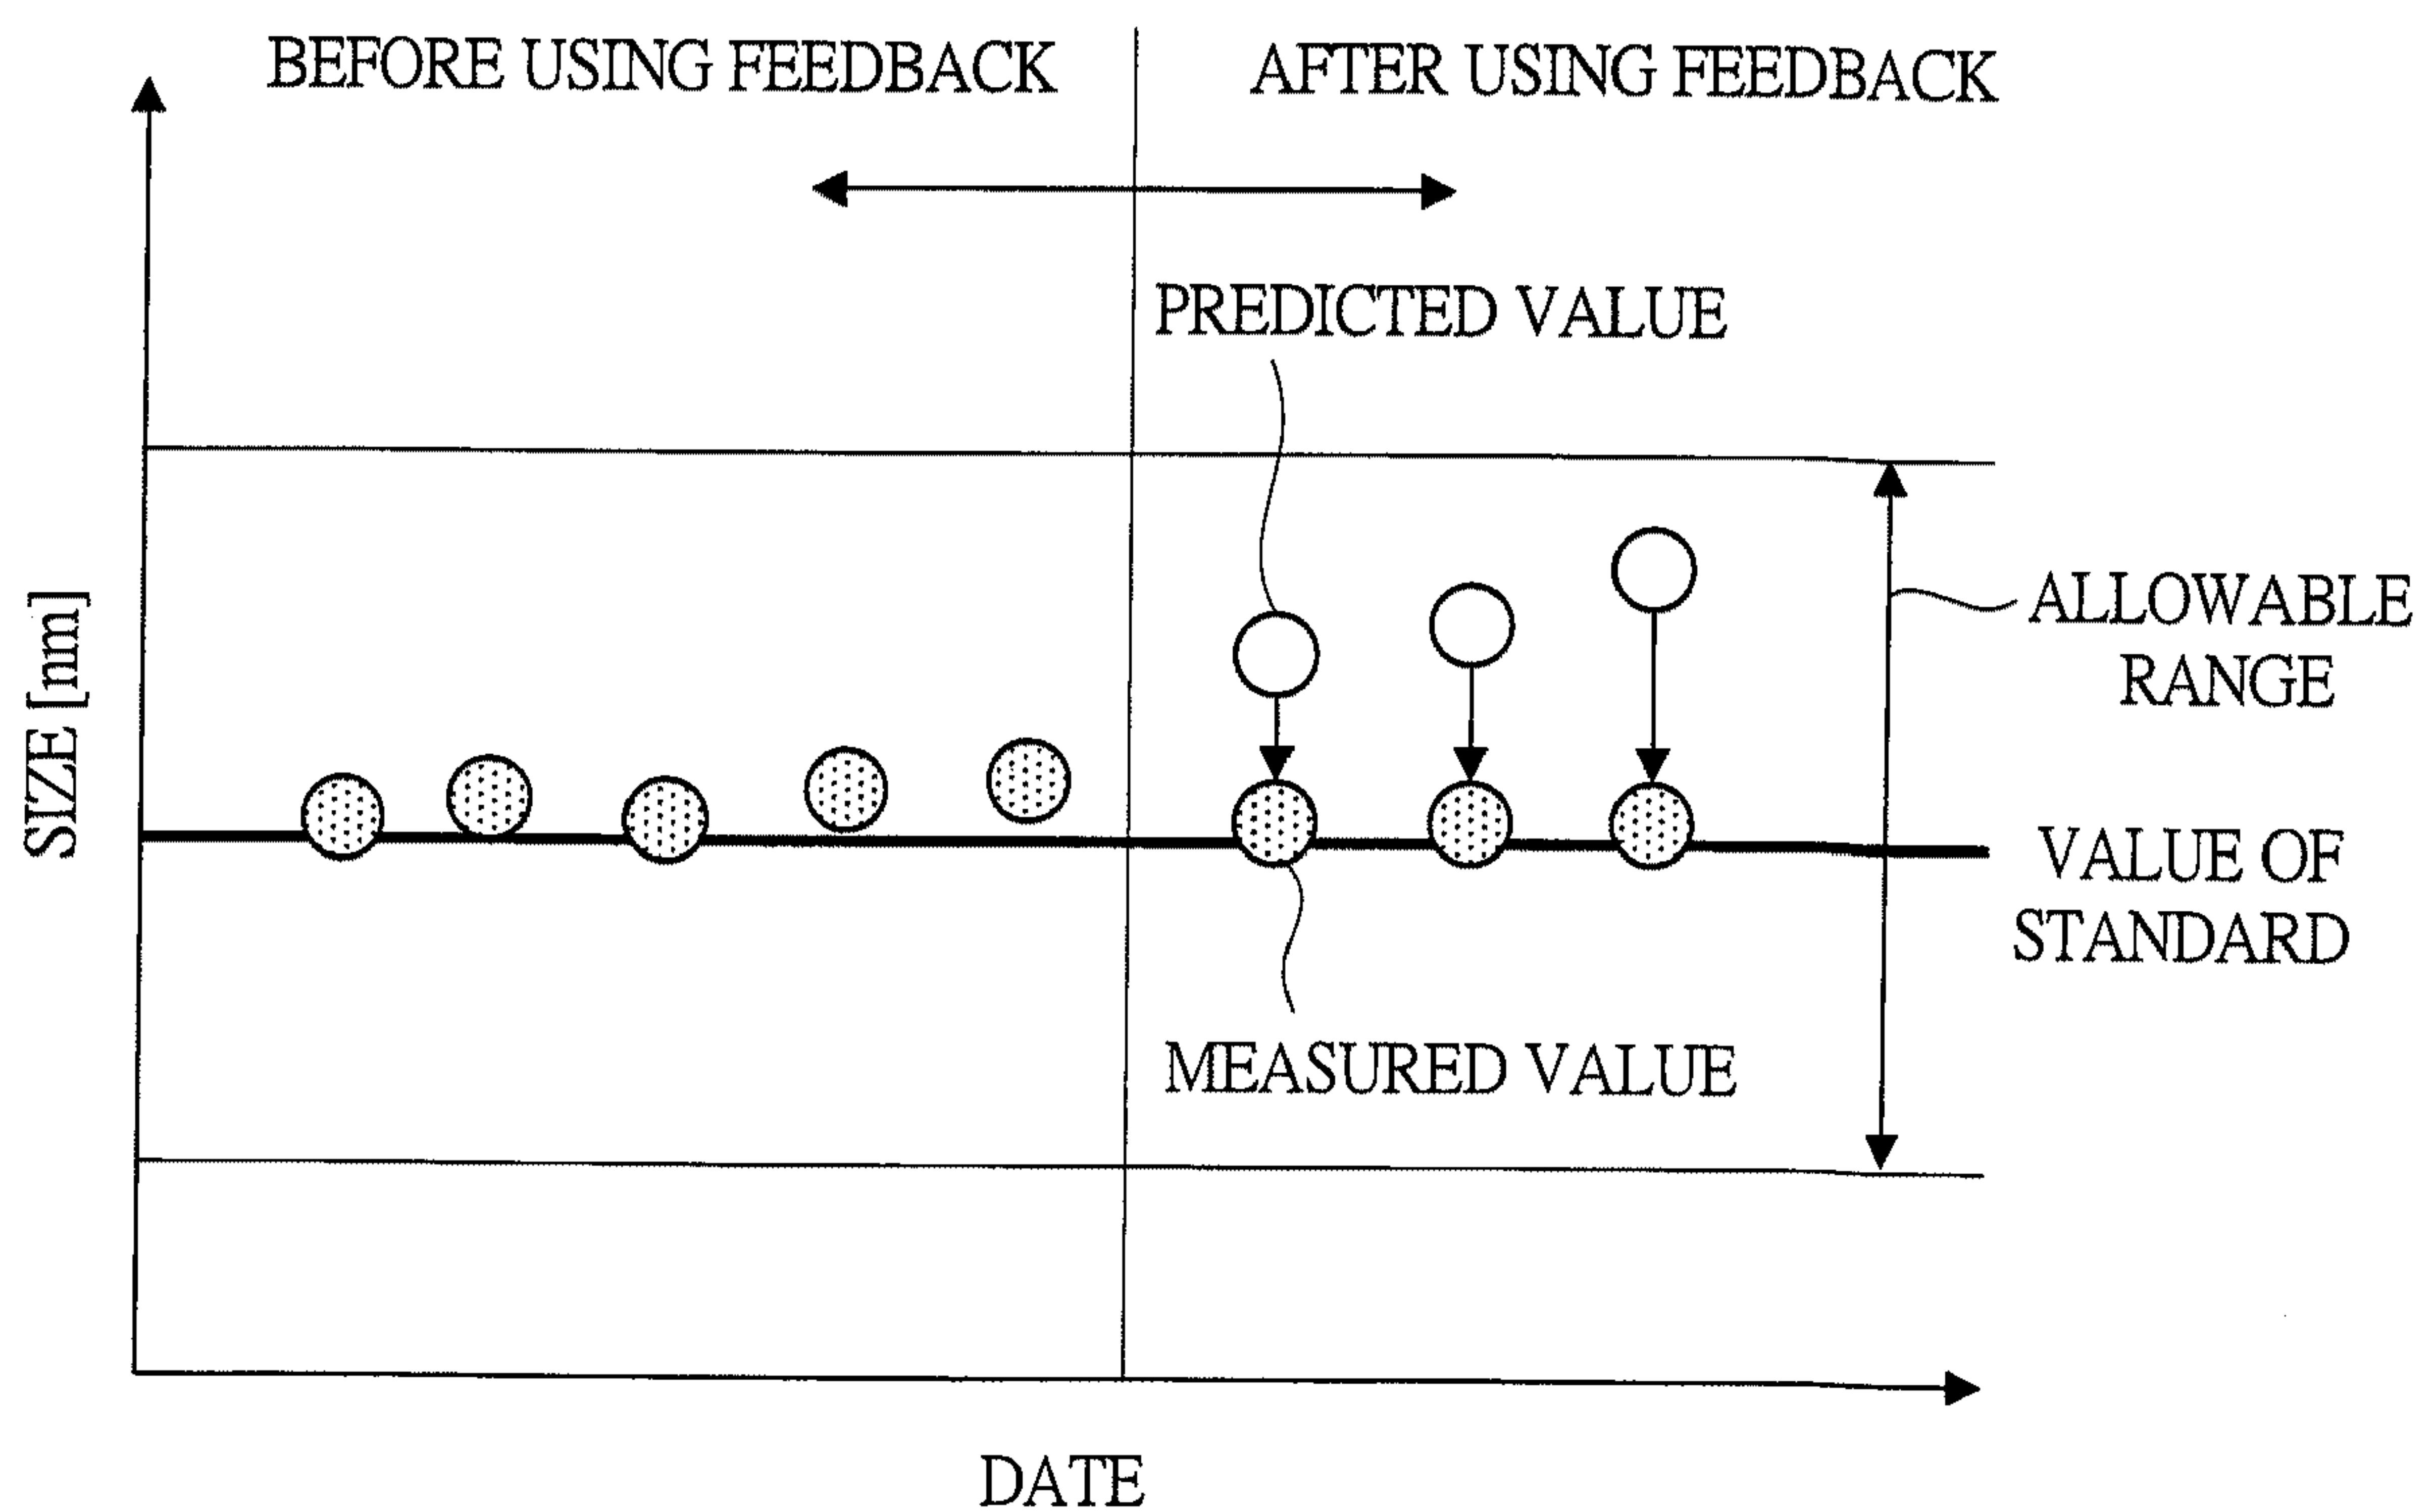 BEFORE USING FEEDBACK
AFTER USING FEEDBACK
PREDICTED VALUE
SIZE [nm]
ALLOWABLE
RANGE
VALUE OF
STANDARD
MEASURED VALUE
DATE